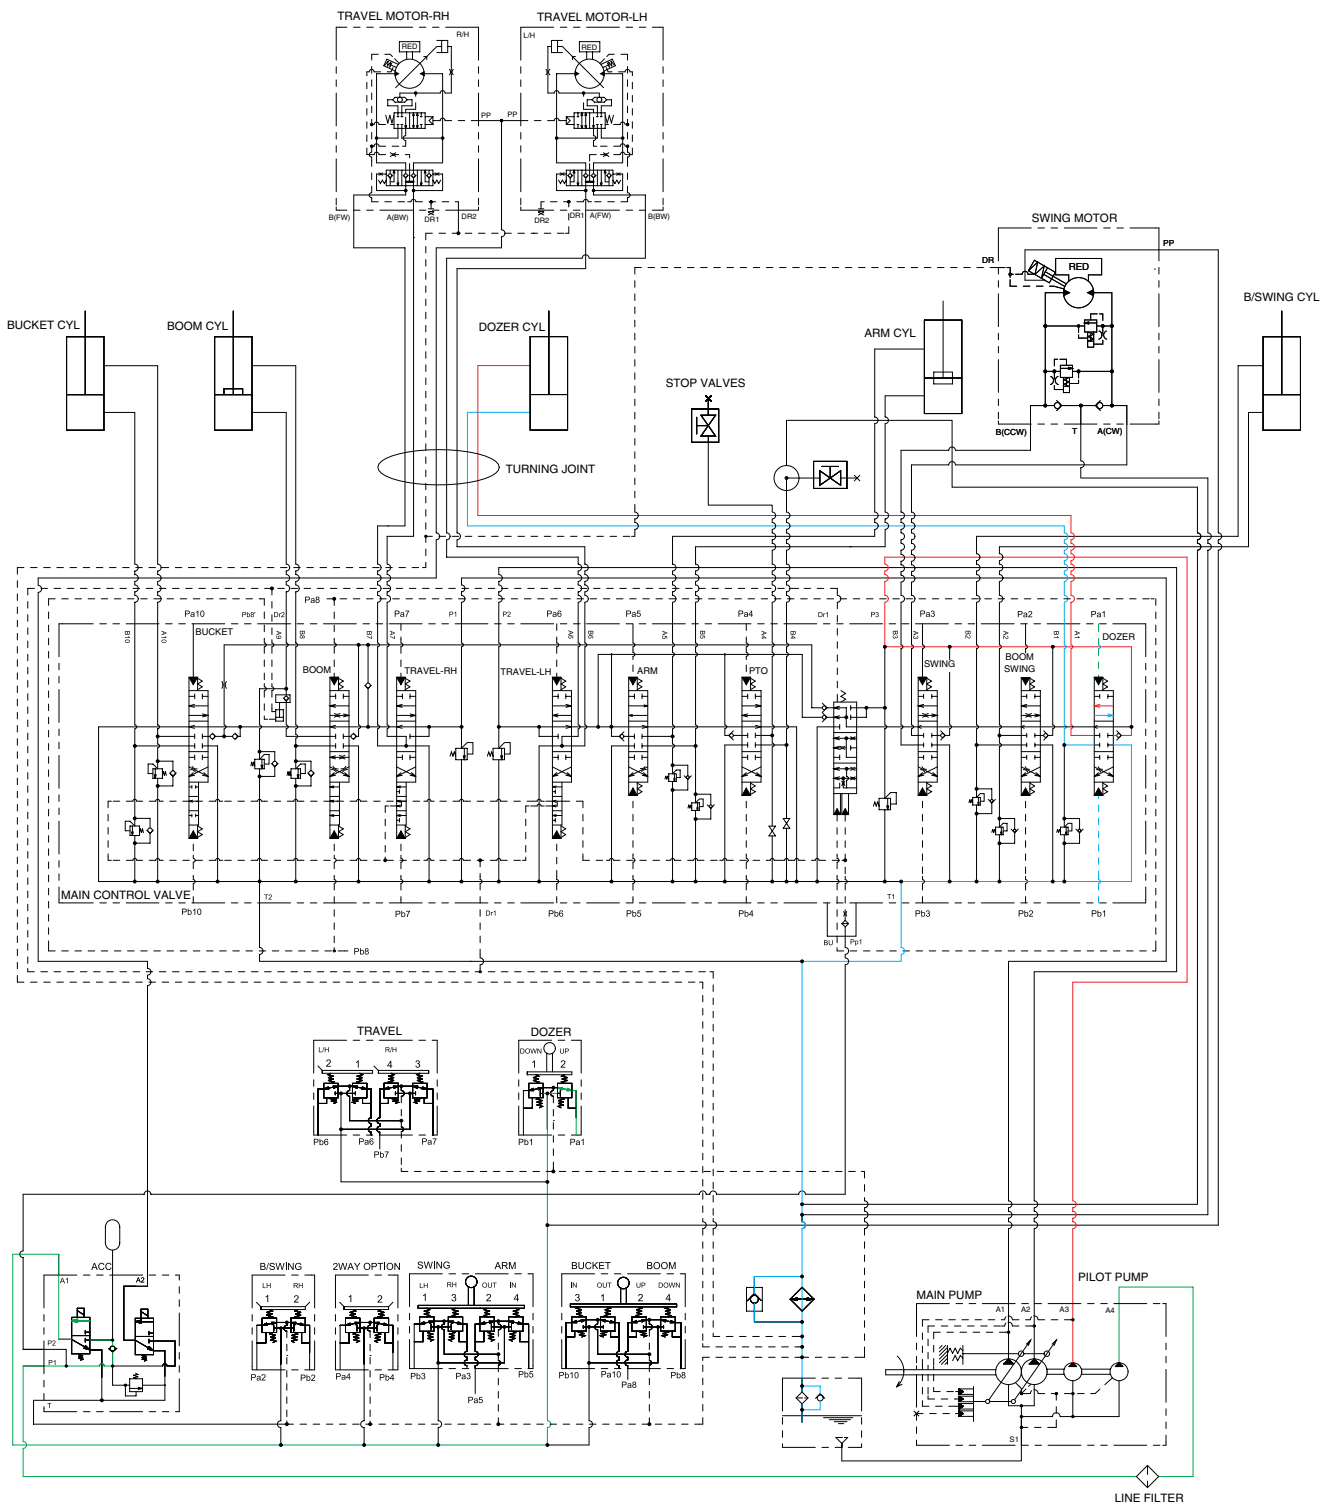 TRAVEL MOTOR-RH TRAVEL MOTOR-LH
R/H L/H
RED RED
PP PP
B(FW) A(BW) DR1 DR2 DR2 DR1 A(FW) B(BW)
SWING MOTOR
PP
DR
RED
B(CCW) T A(CW)
BUCKET CYL BOOM CYL DOZER CYL ARM CYL B/SWING CYL
STOP VALVES
TURNING JOINT
Pa10 Pb8' Dr2 Pa8 Pa7 P1 P2 Pa6 Pa5 Pa4 Dr1 P3 Pa3 Pa2 Pa1
B10 A10 A9 B8 B7 A7 A6 B6 A5 B5 A4 B4 B3 A3 B2 A2 B1 A1
BUCKET BOOM TRAVEL-RH TRAVEL-LH ARM PTO SWING BOOM SWING DOZER
MAIN CONTROL VALVE
T2 T1
Pb10 Pb7 Dr1 Pb6 Pb5 Pb4 Pb3 Pb2 Pb1
BU Pp1
Pb8
TRAVEL
L/H R/H
2 1 4 3
Pb6 Pa6 Pb7 Pa7
DOZER
DOWN UP
1 2
Pb1 Pa1
ACC
A1 A2
P2
P1
T
B/SWING
LH RH
1 2
Pa2 Pb2
2WAY OPTION
1 2
Pa4 Pb4
SWING ARM
LH RH OUT IN
1 3 2 4
Pb3 Pa3 Pa5 Pb5
BUCKET BOOM
IN OUT UP DOWN
3 1 2 4
Pb10 Pa10 Pa8 Pb8
PILOT PUMP
MAIN PUMP
A1 A2 A3 A4
S1
LINE FILTER